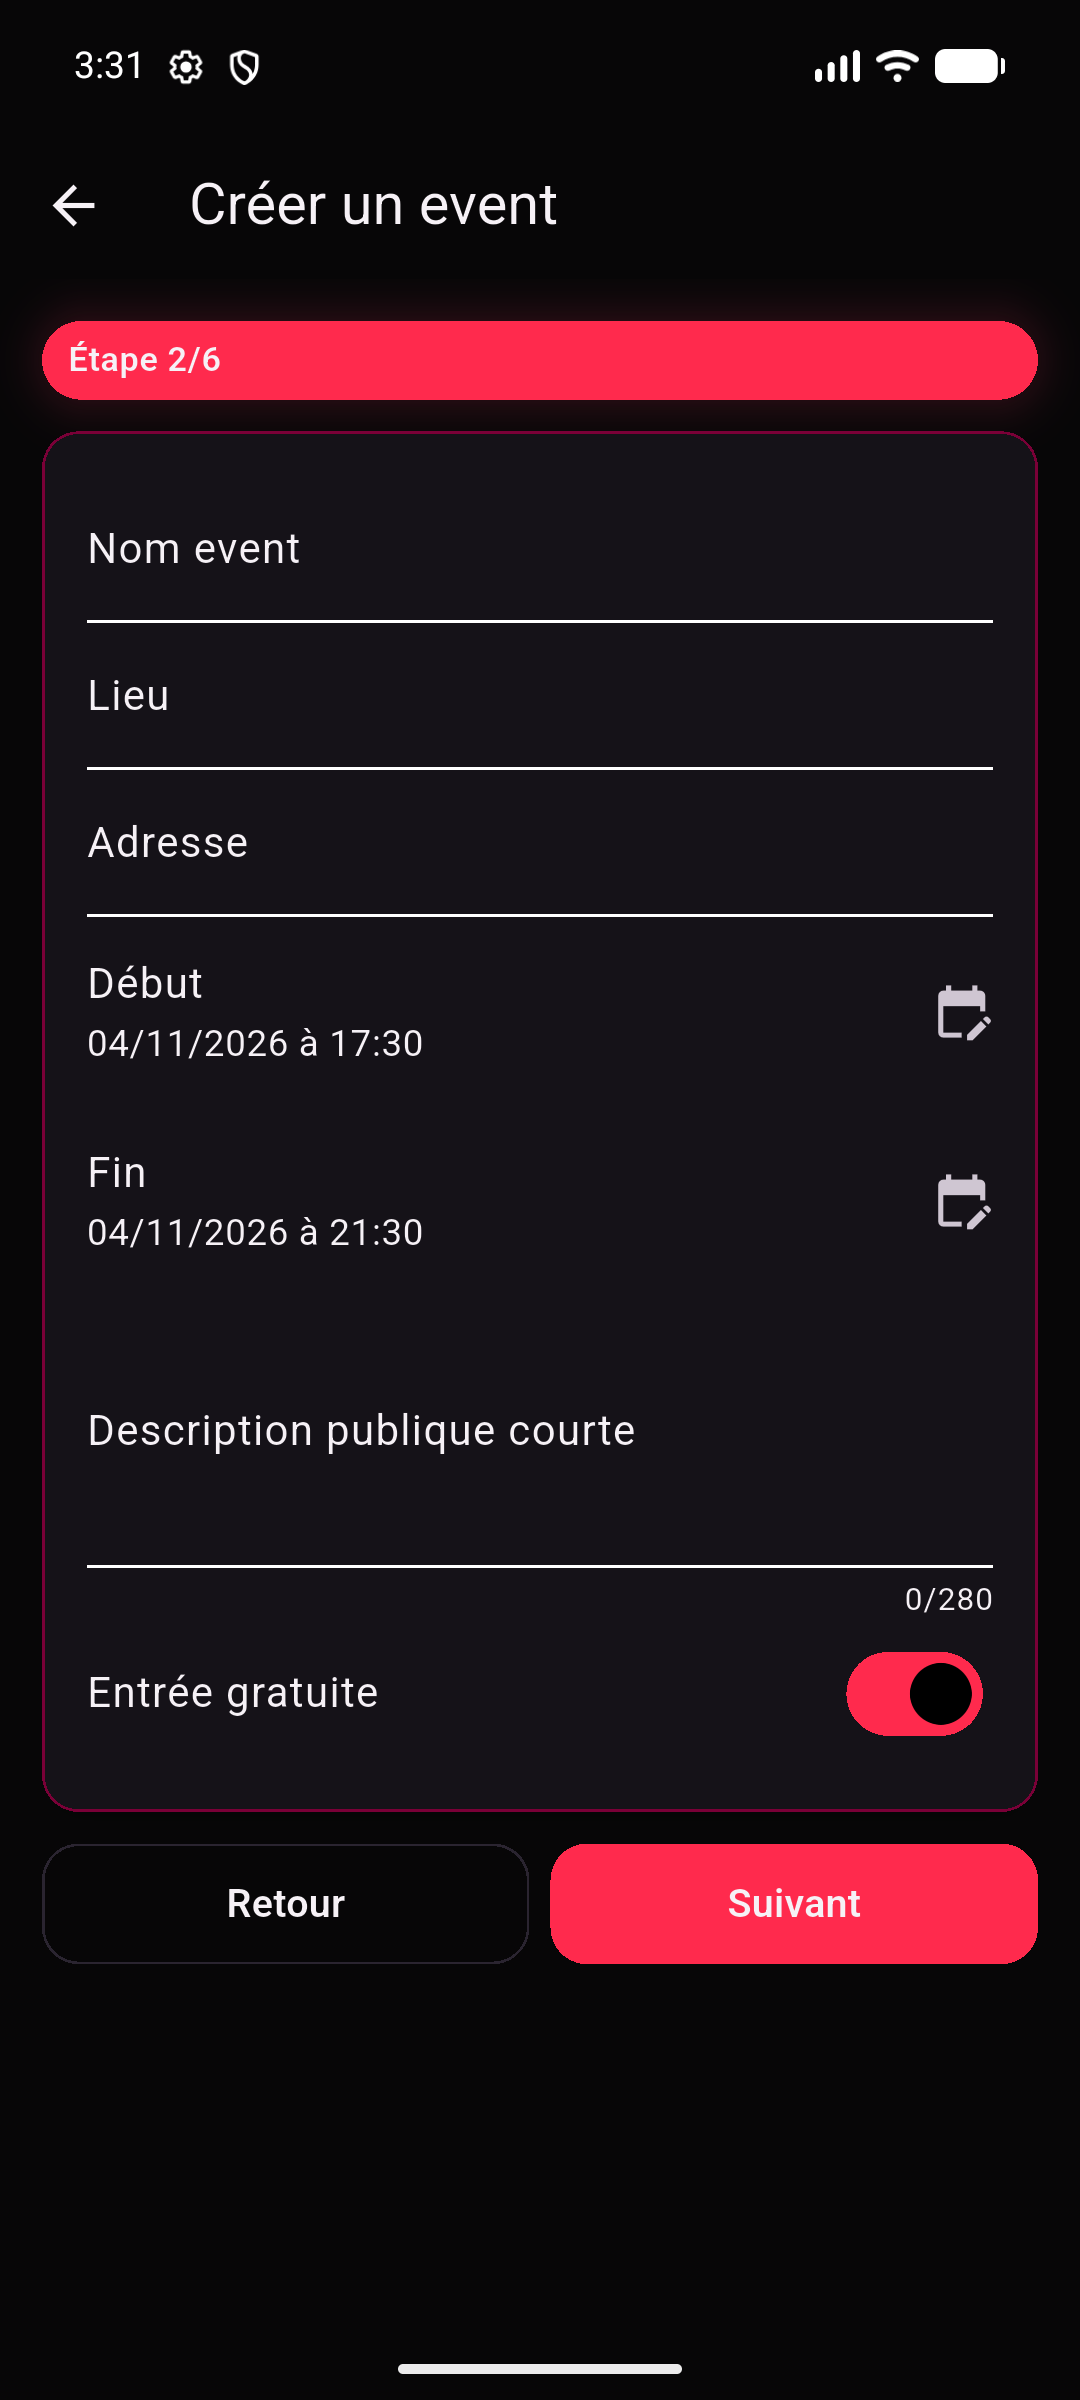 3:31
Créer un event
Étape 2/6
Nom event
Lieu
Adresse
Début
04/11/2026 à 17:30
Fin
04/11/2026 à 21:30
Description publique courte
0/280
Entrée gratuite
Retour
Suivant